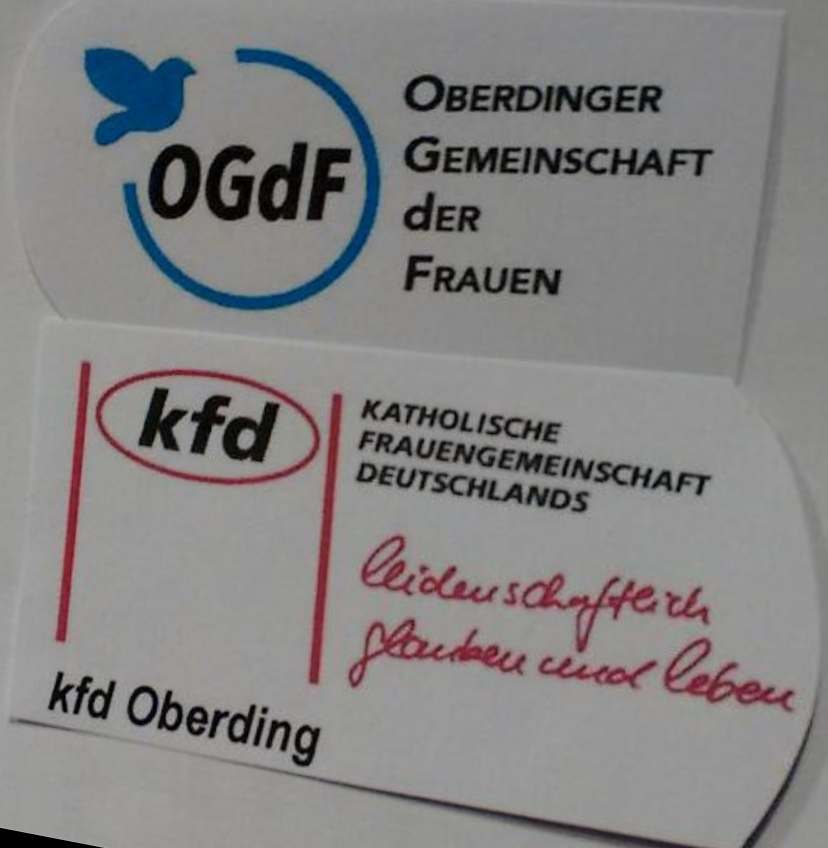 OGdF
OBERDINGER
GEMEINSCHAFT
dER
FRAUEN
kfd
KATHOLISCHE
FRAUENGEMEINSCHAFT
DEUTSCHLANDS
leidenschaftlich
glauben und leben
kfd Oberding